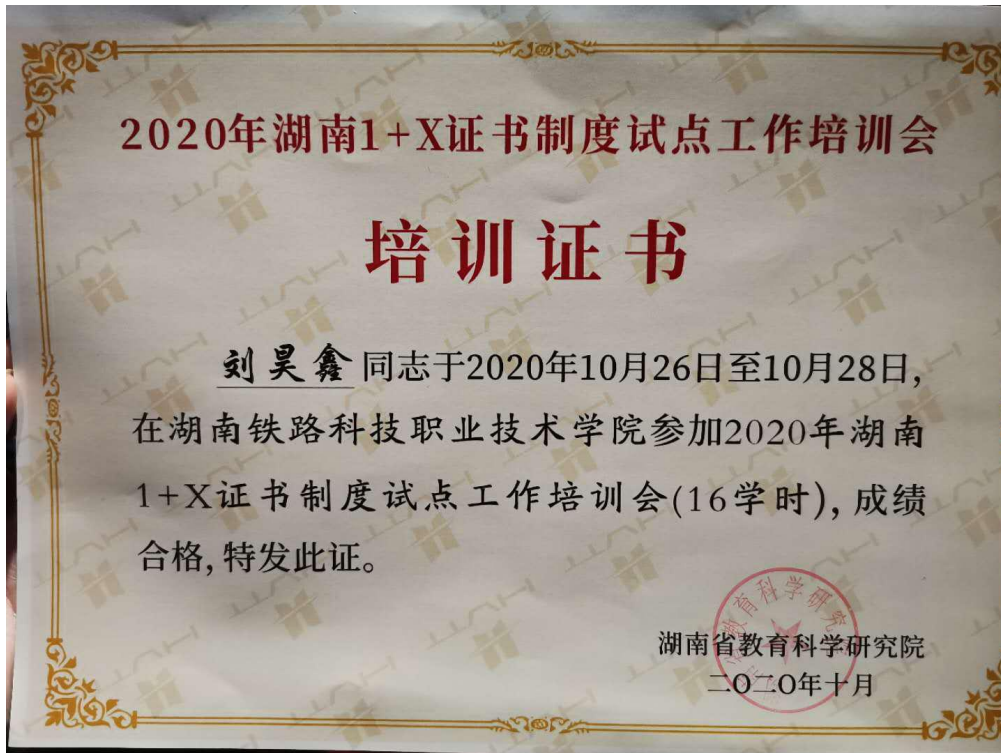 2020年湖南1+X证书制度试点工作培训会
培训证书
刘昊鑫同志于2020年10月26日至10月28日,
在湖南铁路科技职业技术学院参加2020年湖南
1+X证书制度试点工作培训会(16学时),成绩
合格,特发此证。
湖南省教育科学研究院
二〇二〇年十月